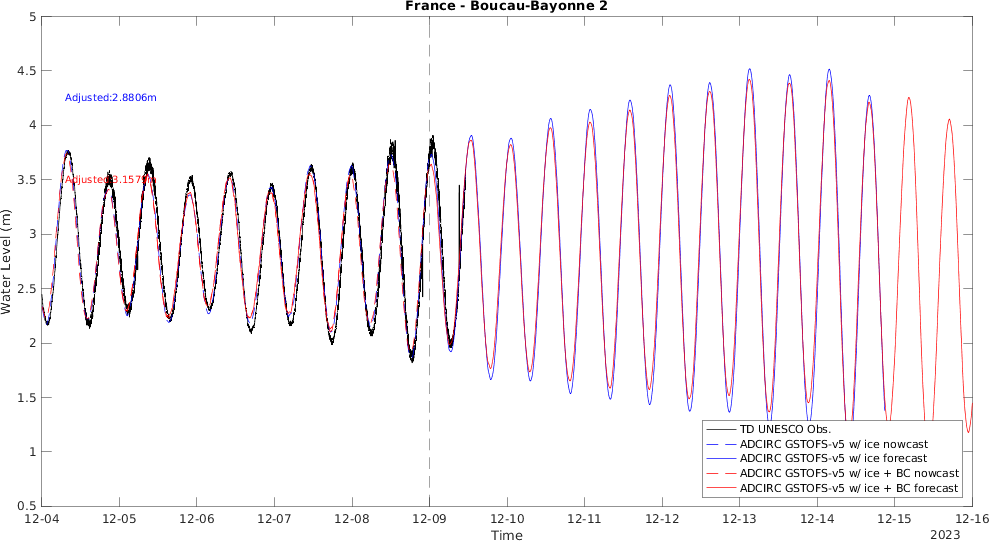 France - Boucau-Bayonne 2
5
4.5
4
3.5
3
2.5
2
1.5
1
0.5
Water Level (m)
Adjusted:2.8806m
TD UNESCO Obs.
ADCIRC GSTOFS-v5 w/ ice nowcast
ADCIRC GSTOFS-v5 w/ ice forecast
ADCIRC GSTOFS-v5 w/ ice + BC nowcast
ADCIRC GSTOFS-v5 w/ ice + BC forecast
12-04 12-05 12-06 12-07 12-08 12-09 12-10 12-11 12-12 12-13 12-14 12-15 12-16
Time
2023